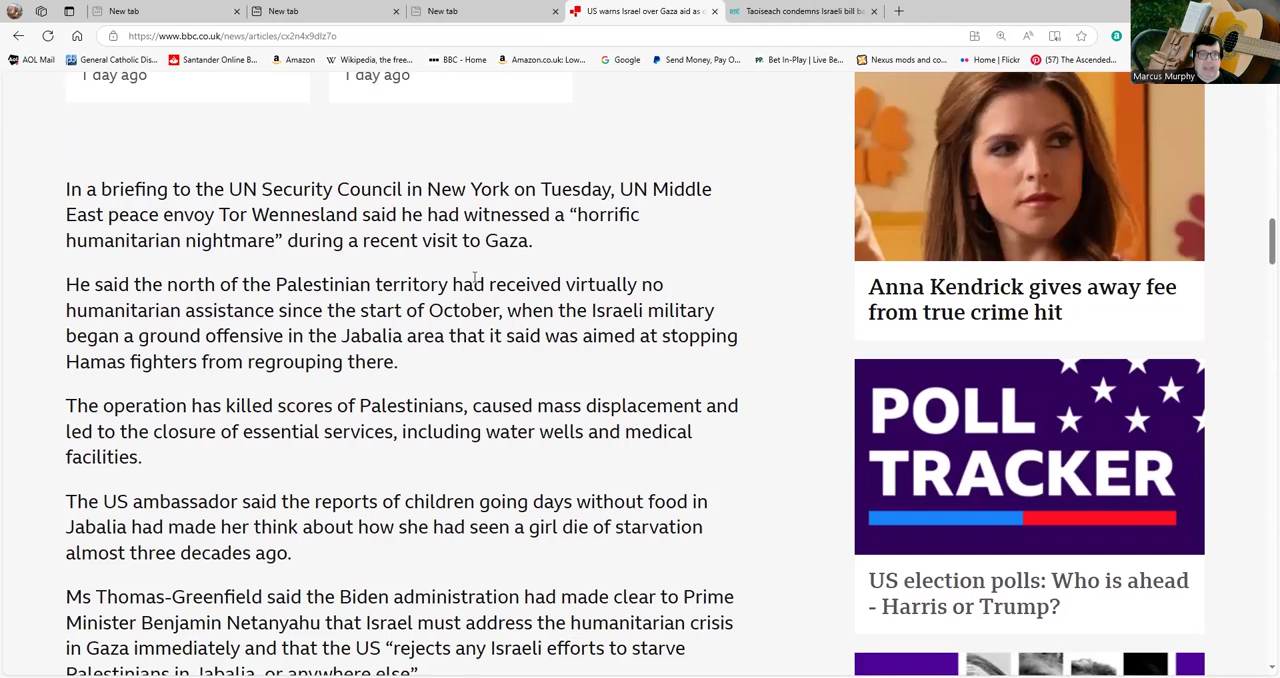 New tab
New tab
New tab
US warns Israel over Gaza aid as
Taoiseach condemns Israeli bill ba
https://www.bbc.co.uk/news/articles/cx2n4x9dlz7o
AOL Mail
General Catholic Dis...
Santander Online B...
Amazon
Wikipedia, the free...
BBC - Home
Amazon.co.uk: Low...
Google
Send Money, Pay O...
Bet In-Play | Live Be...
Nexus mods and co...
Home | Flickr
(57) The Ascended...
Marcus Murphy
1 day ago
1 day ago
In a briefing to the UN Security Council in New York on Tuesday, UN Middle
East peace envoy Tor Wennesland said he had witnessed a “horrific
humanitarian nightmare” during a recent visit to Gaza.
He said the north of the Palestinian territory had received virtually no
humanitarian assistance since the start of October, when the Israeli military
began a ground offensive in the Jabalia area that it said was aimed at stopping
Hamas fighters from regrouping there.
The operation has killed scores of Palestinians, caused mass displacement and
led to the closure of essential services, including water wells and medical
facilities.
The US ambassador said the reports of children going days without food in
Jabalia had made her think about how she had seen a girl die of starvation
almost three decades ago.
Ms Thomas-Greenfield said the Biden administration had made clear to Prime
Minister Benjamin Netanyahu that Israel must address the humanitarian crisis
in Gaza immediately and that the US “rejects any Israeli efforts to starve
Palestinians in Jabalia, or anywhere else”
Anna Kendrick gives away fee
from true crime hit
POLL
TRACKER
US election polls: Who is ahead
- Harris or Trump?